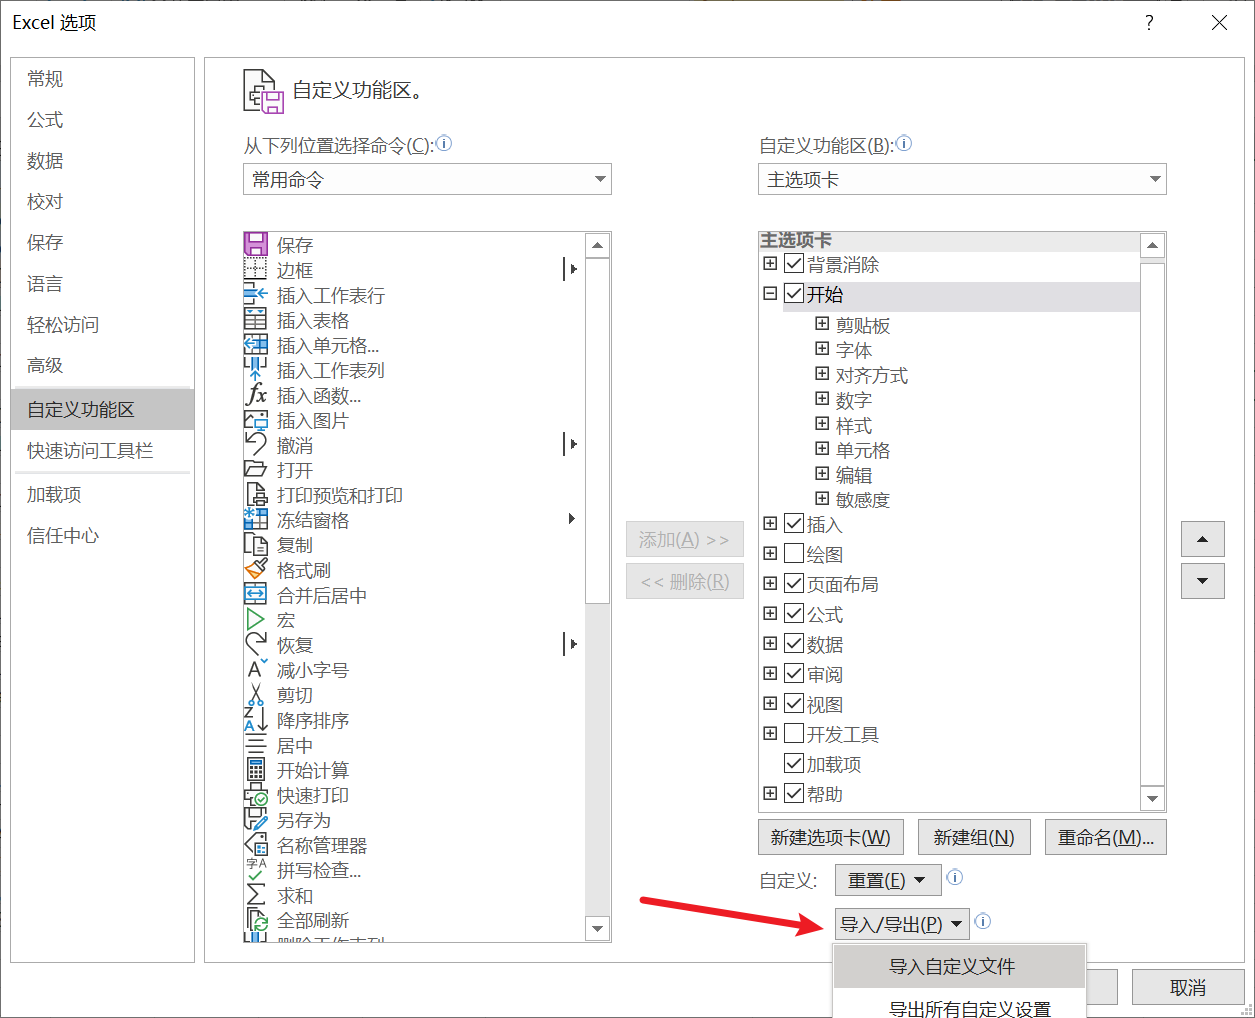 Excel 选项
?
常规
公式
数据
校对
保存
语言
轻松访问
高级
自定义功能区
快速访问工具栏
加载项
信任中心
自定义功能区。
从下列位置选择命令(C):
常用命令
保存
边框
插入工作表行
插入表格
插入单元格...
插入工作表列
插入函数...
插入图片
撤消
打开
打印预览和打印
冻结窗格
复制
格式刷
合并后居中
宏
恢复
减小字号
剪切
降序排序
居中
开始计算
快速打印
另存为
名称管理器
拼写检查...
求和
全部刷新
删除工作表列
添加(A) >>
<< 删除(R)
自定义功能区(B):
主选项卡
主选项卡
背景消除
开始
剪贴板
字体
对齐方式
数字
样式
单元格
编辑
敏感度
插入
绘图
页面布局
公式
数据
审阅
视图
开发工具
加载项
帮助
新建选项卡(W)
新建组(N)
重命名(M)...
自定义:
重置(E)
导入/导出(P)
导入自定义文件
导出所有自定义设置
取消